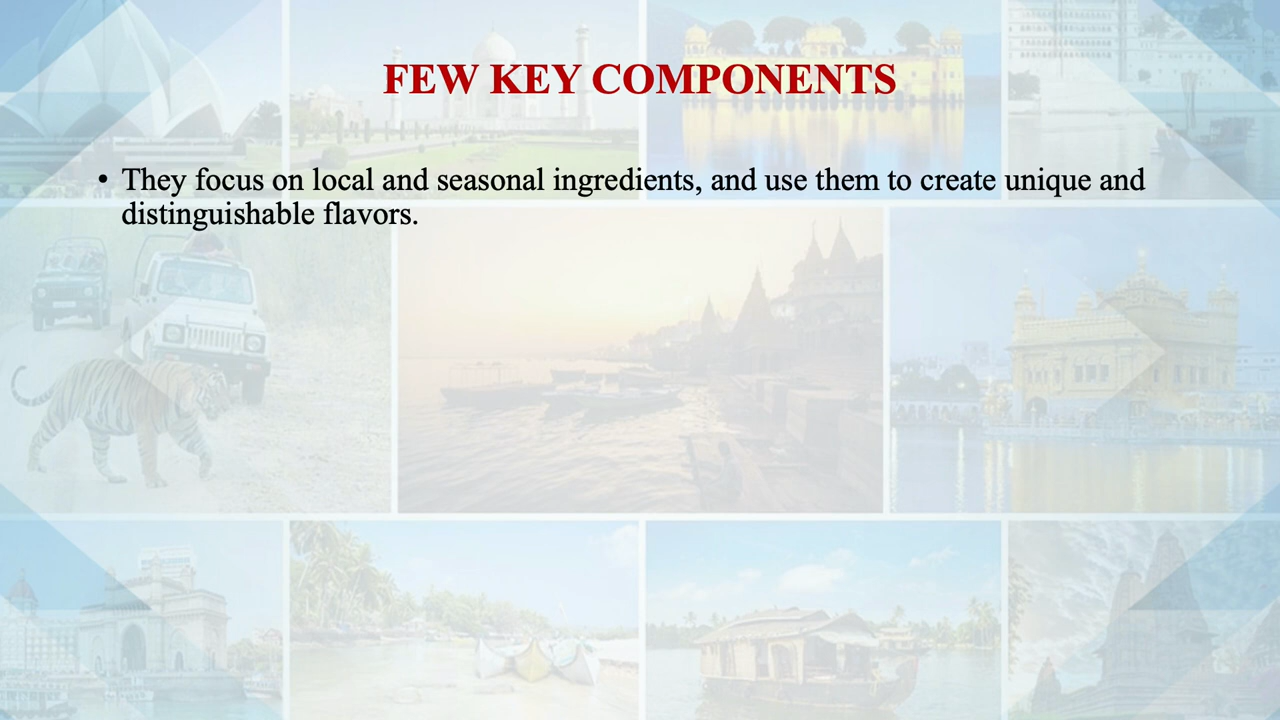 FEW KEY COMPONENTS
• They focus on local and seasonal ingredients, and use them to create unique and
distinguishable flavors.